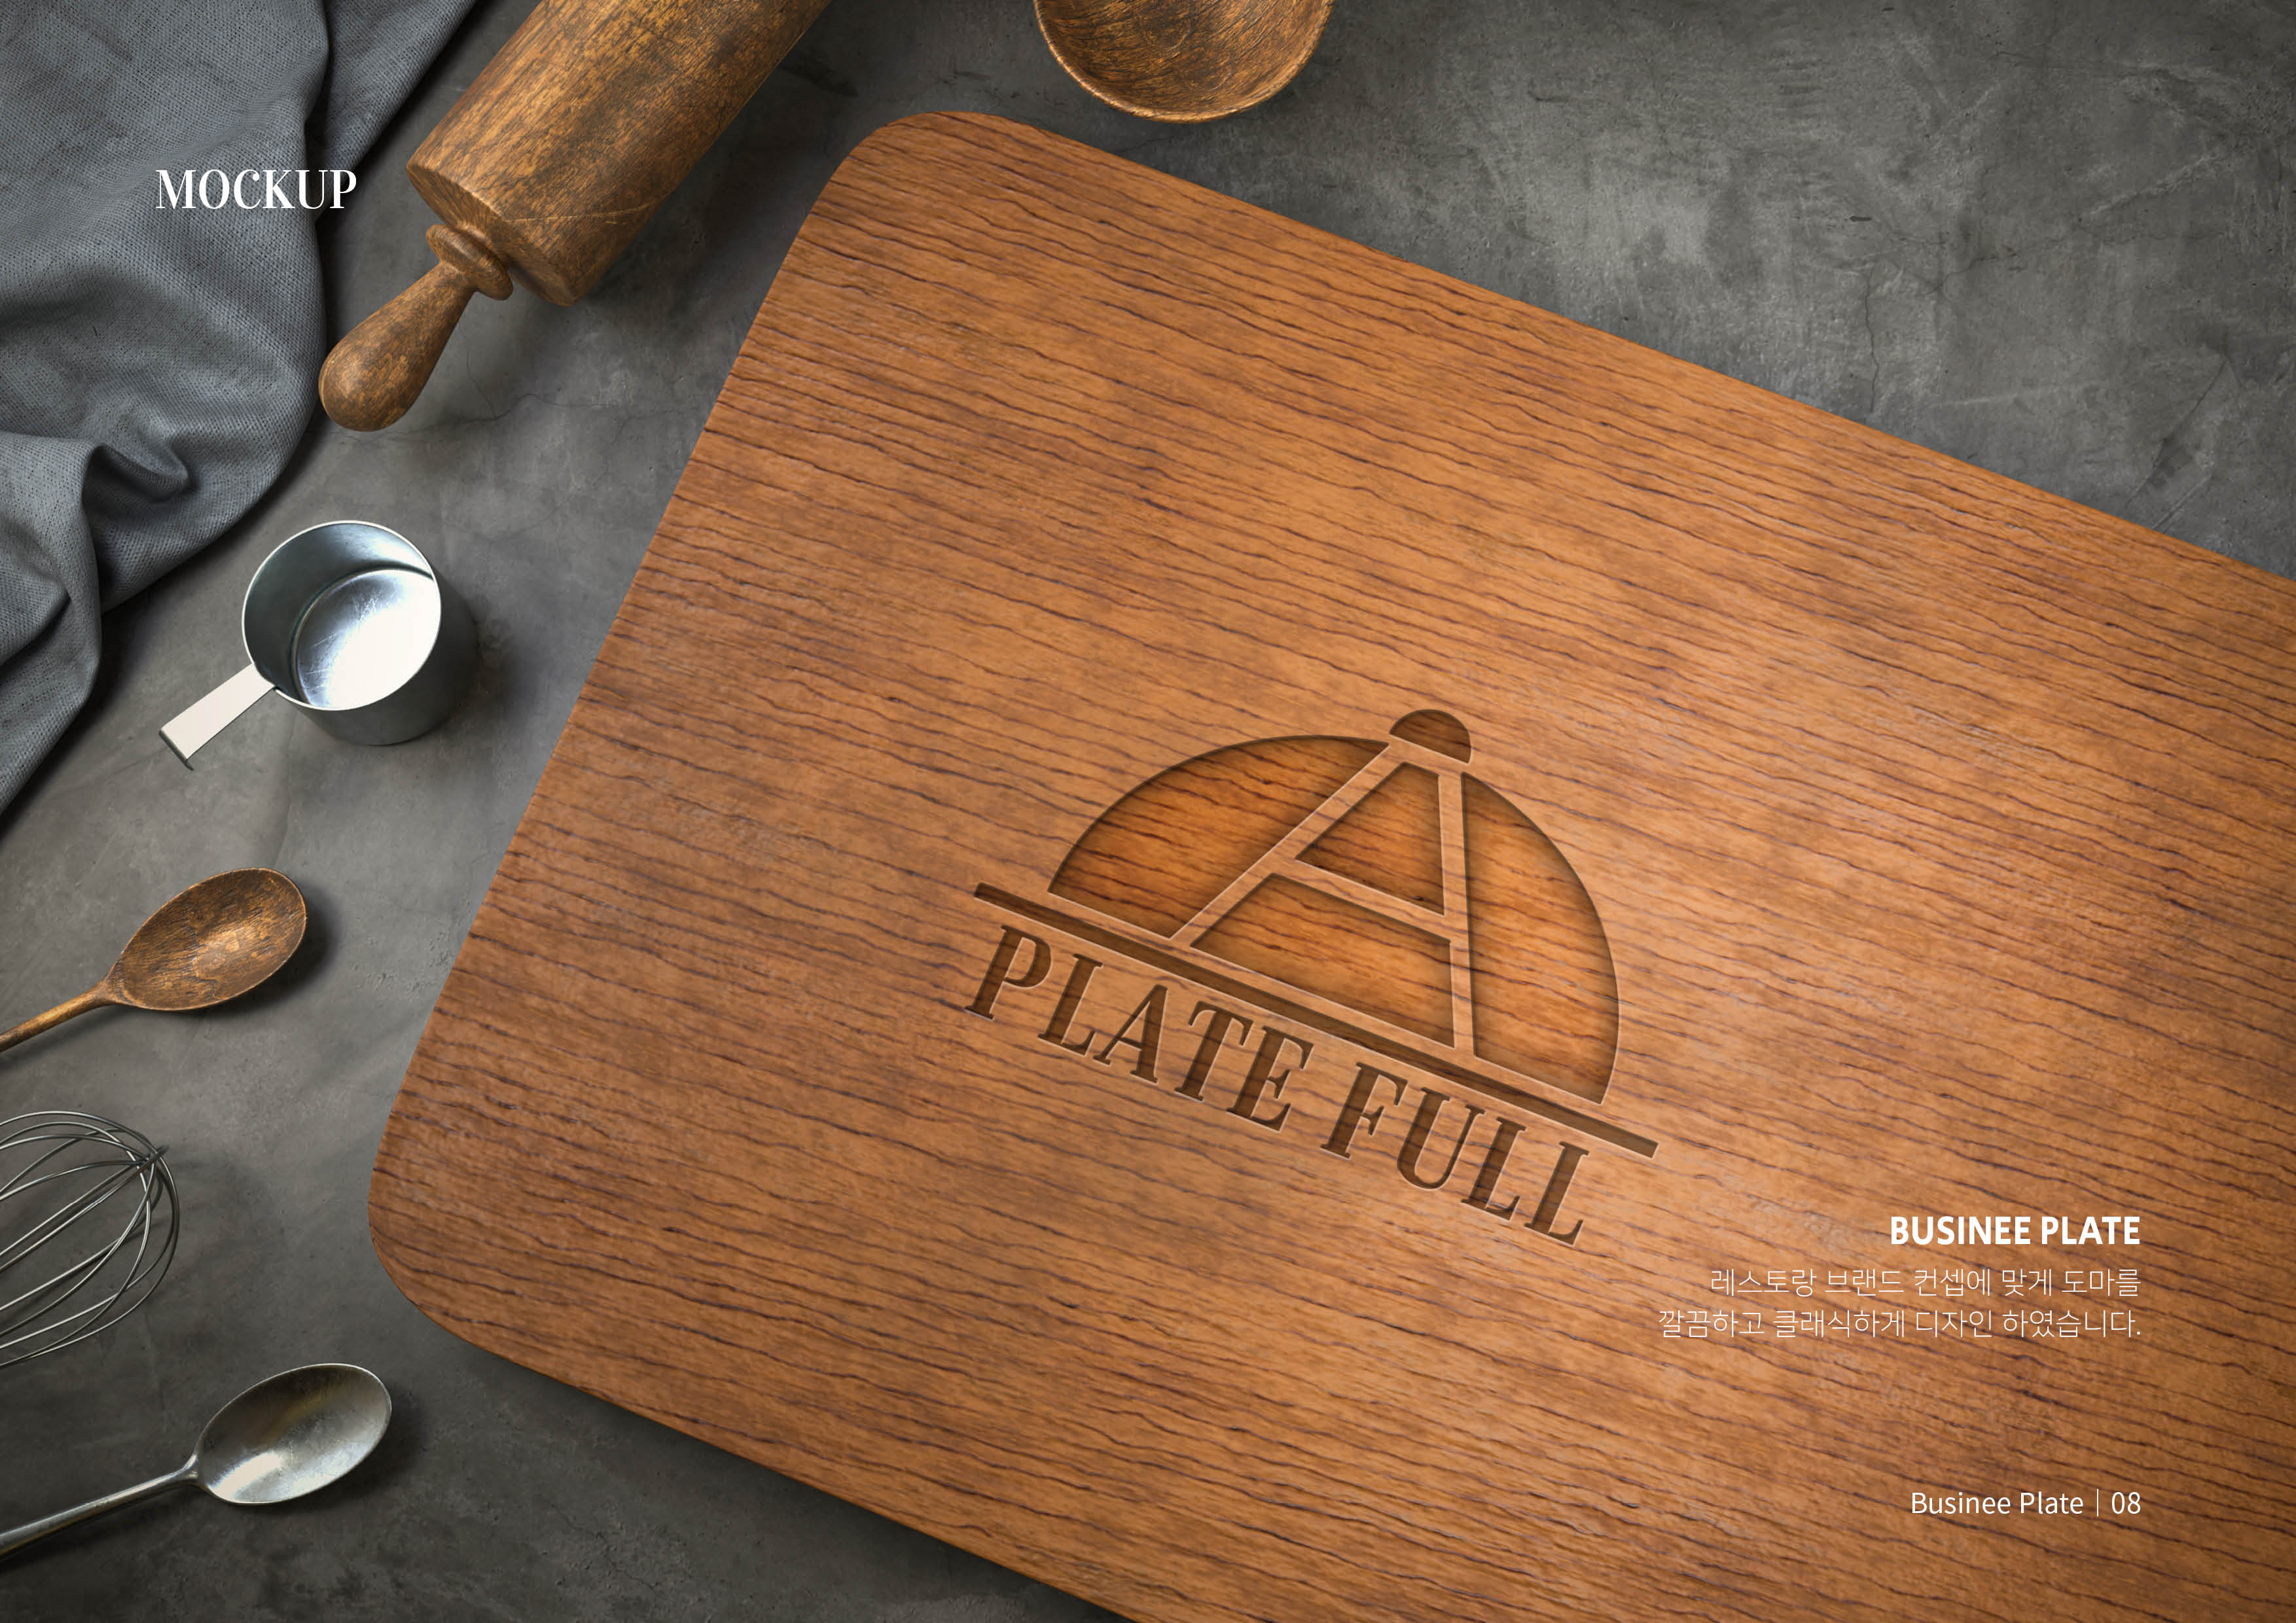 MOCKUP
A
PLATE FULL
BUSINEE PLATE
레스토랑 브랜드 컨셉에 맞게 도마를
깔끔하고 클래식하게 디자인 하였습니다.
Businee Plate | 08